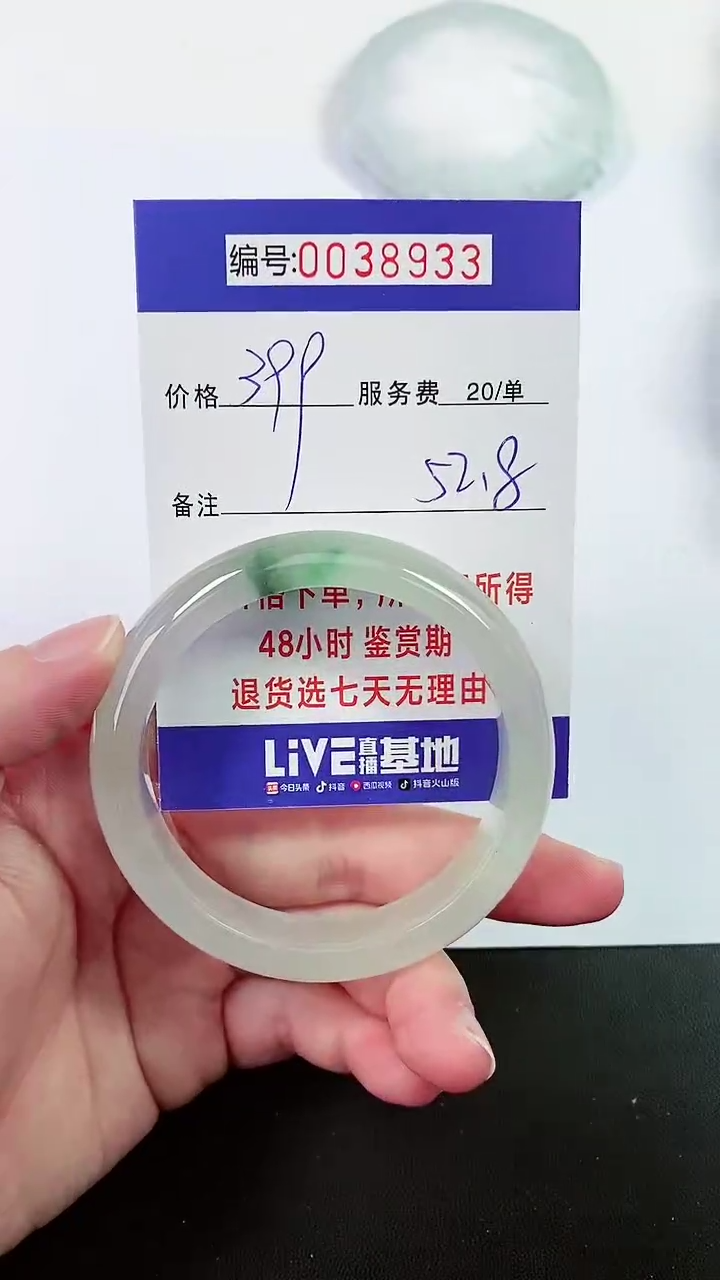 编号:0038933
价格 399 服务费 20/单
备注 52.8
下单, 所得
48小时 鉴赏期
退货选七天无理由
LiVE直播基地
今日头条 抖音 西瓜视频 抖音火山版